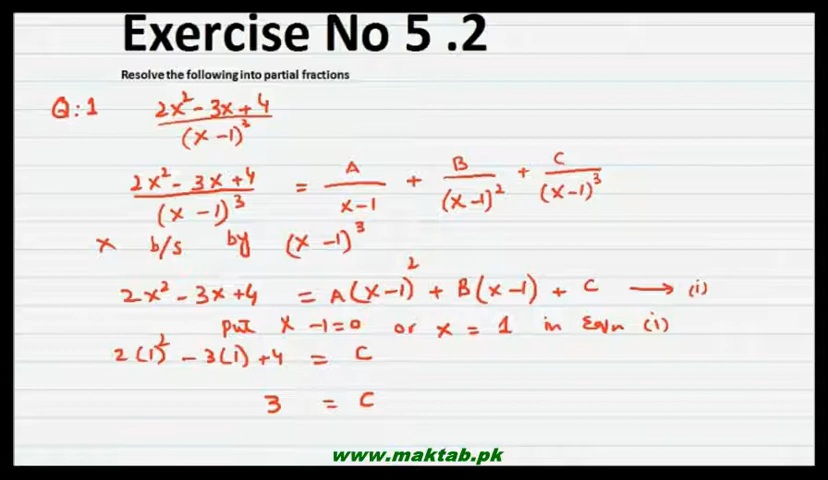 Exercise No 5 .2
Resolve the following into partial fractions
Q:1 (2x² - 3x + 4)/(x - 1)³
(2x² - 3x + 4)/(x - 1)³ = A/(x - 1) + B/(x - 1)² + C/(x - 1)³
x b/s by (x - 1)³
2x² - 3x + 4 = A(x - 1)² + B(x - 1) + C ⟶ (i)
put x - 1 = 0 or x = 1 in Eqn (i)
2(1)² - 3(1) + 4 = C
3 = C
www.maktab.pk